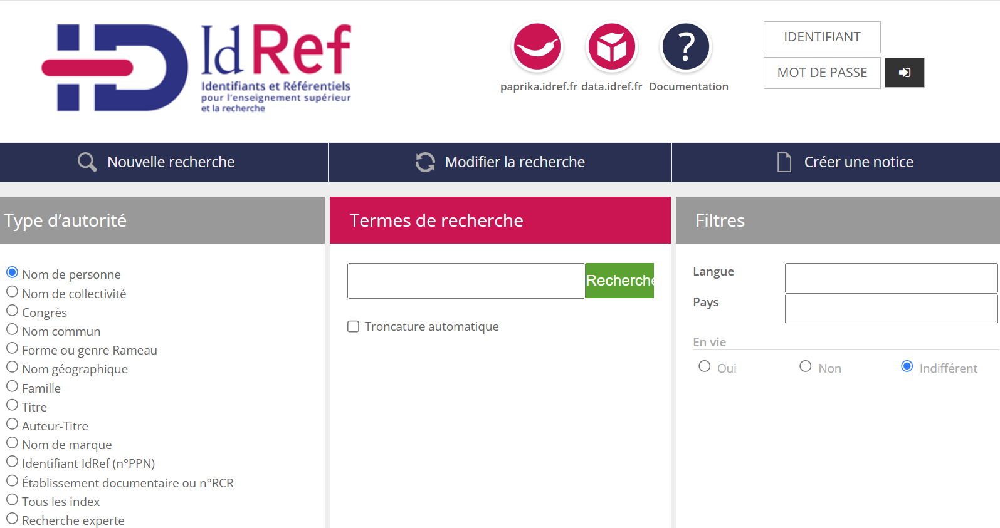 IdRef
Identifiants et Référentiels
pour l'enseignement supérieur
et la recherche
paprika.idref.fr data.idref.fr Documentation
IDENTIFIANT
MOT DE PASSE
Nouvelle recherche
Modifier la recherche
Créer une notice
Type d’autorité
Nom de personne
Nom de collectivité
Congrès
Nom commun
Forme ou genre Rameau
Nom géographique
Famille
Titre
Auteur-Titre
Nom de marque
Identifiant IdRef (n°PPN)
Établissement documentaire ou n°RCR
Tous les index
Recherche experte
Termes de recherche
Recherche
Troncature automatique
Filtres
Langue
Pays
En vie
Oui Non Indifférent